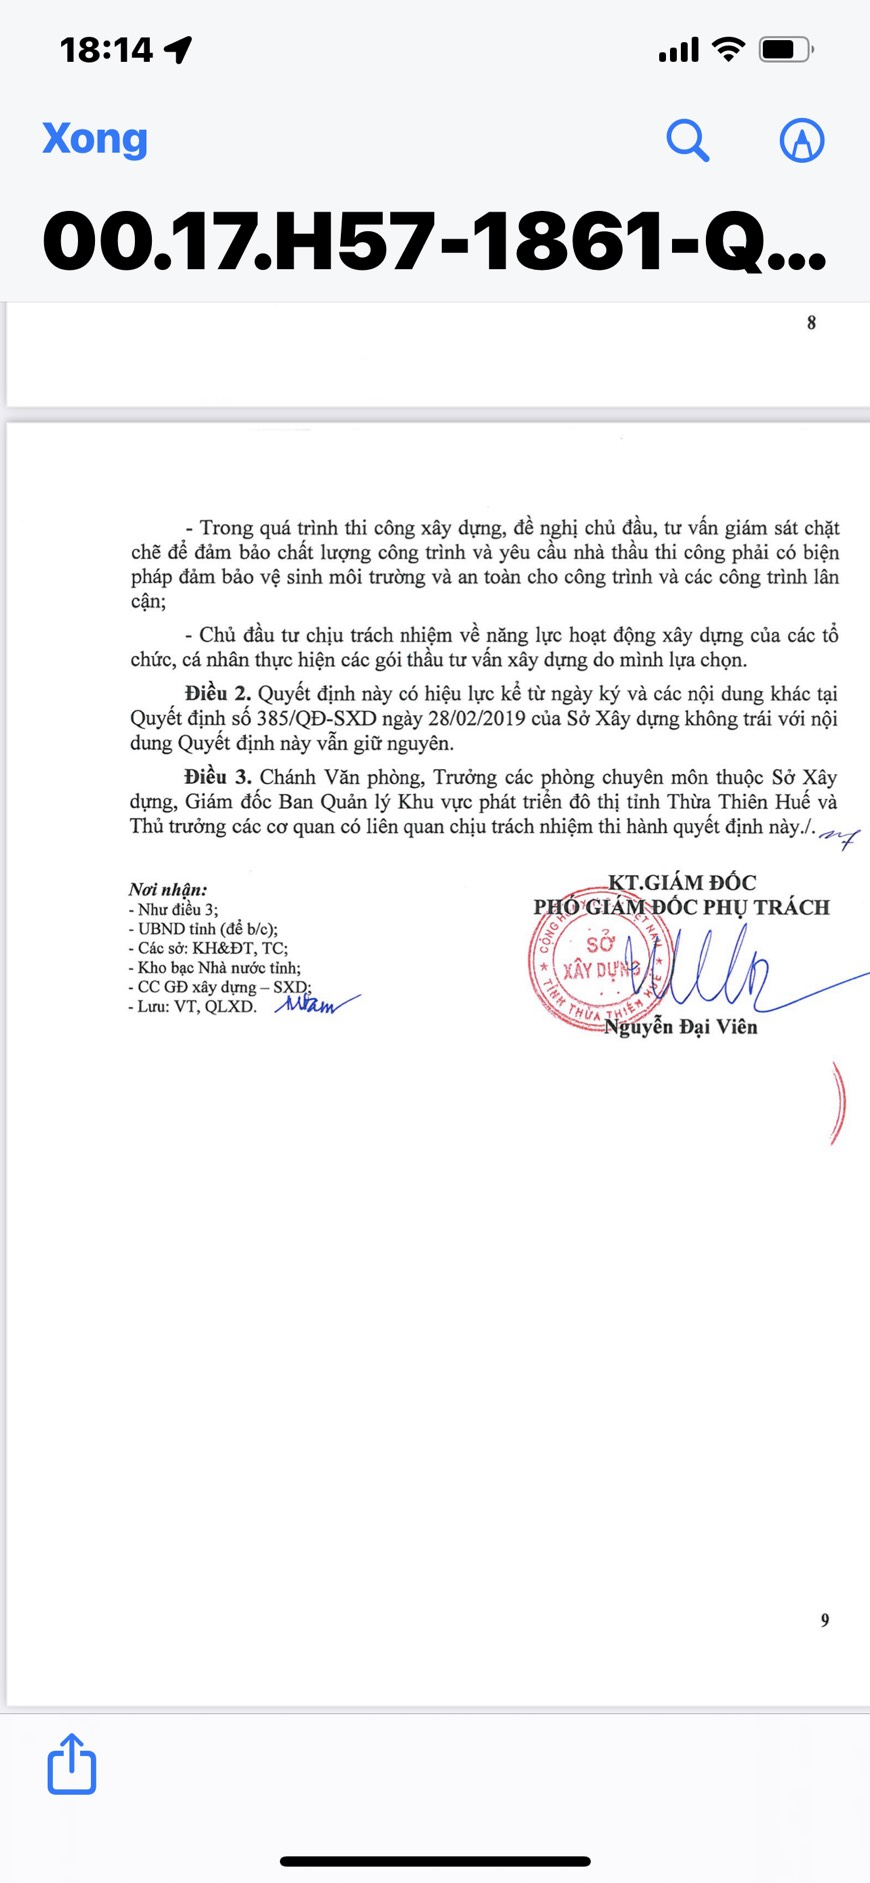 18:14
Xong
00.17.H57-1861-Q...
8
- Trong quá trình thi công xây dựng, đề nghị chủ đầu, tư vấn giám sát chặt
chẽ để đảm bảo chất lượng công trình và yêu cầu nhà thầu thi công phải có biện
pháp đảm bảo vệ sinh môi trường và an toàn cho công trình và các công trình lân
cận;
- Chủ đầu tư chịu trách nhiệm về năng lực hoạt động xây dựng của các tổ
chức, cá nhân thực hiện các gói thầu tư vấn xây dựng do mình lựa chọn.
Điều 2. Quyết định này có hiệu lực kể từ ngày ký và các nội dung khác tại
Quyết định số 385/QĐ-SXD ngày 28/02/2019 của Sở Xây dựng không trái với nội
dung Quyết định này vẫn giữ nguyên.
Điều 3. Chánh Văn phòng, Trưởng các phòng chuyên môn thuộc Sở Xây
dựng, Giám đốc Ban Quản lý Khu vực phát triển đô thị tỉnh Thừa Thiên Huế và
Thủ trưởng các cơ quan có liên quan chịu trách nhiệm thi hành quyết định này./.
Nơi nhận:
- Như điều 3;
- UBND tỉnh (để b/c);
- Các sở: KH&ĐT, TC;
- Kho bạc Nhà nước tỉnh;
- CC GĐ xây dựng – SXD;
- Lưu: VT, QLXD.
KT.GIÁM ĐỐC
PHÓ GIÁM ĐỐC PHỤ TRÁCH
SỞ
XÂY DỰNG
TỈNH THỪA THIÊN HUẾ
Nguyễn Đại Viên
9